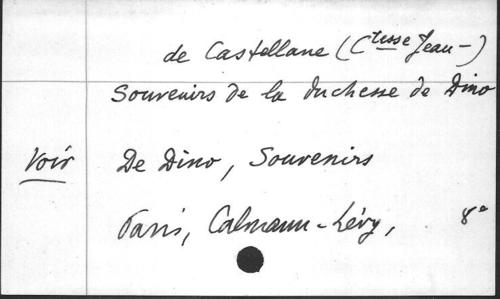 de Castellane (Ctesse Jean-)
Souvenirs de la duchesse de Dino
Voir De Dino, Souvenirs
Paris, Calmann-Lévy, 8°